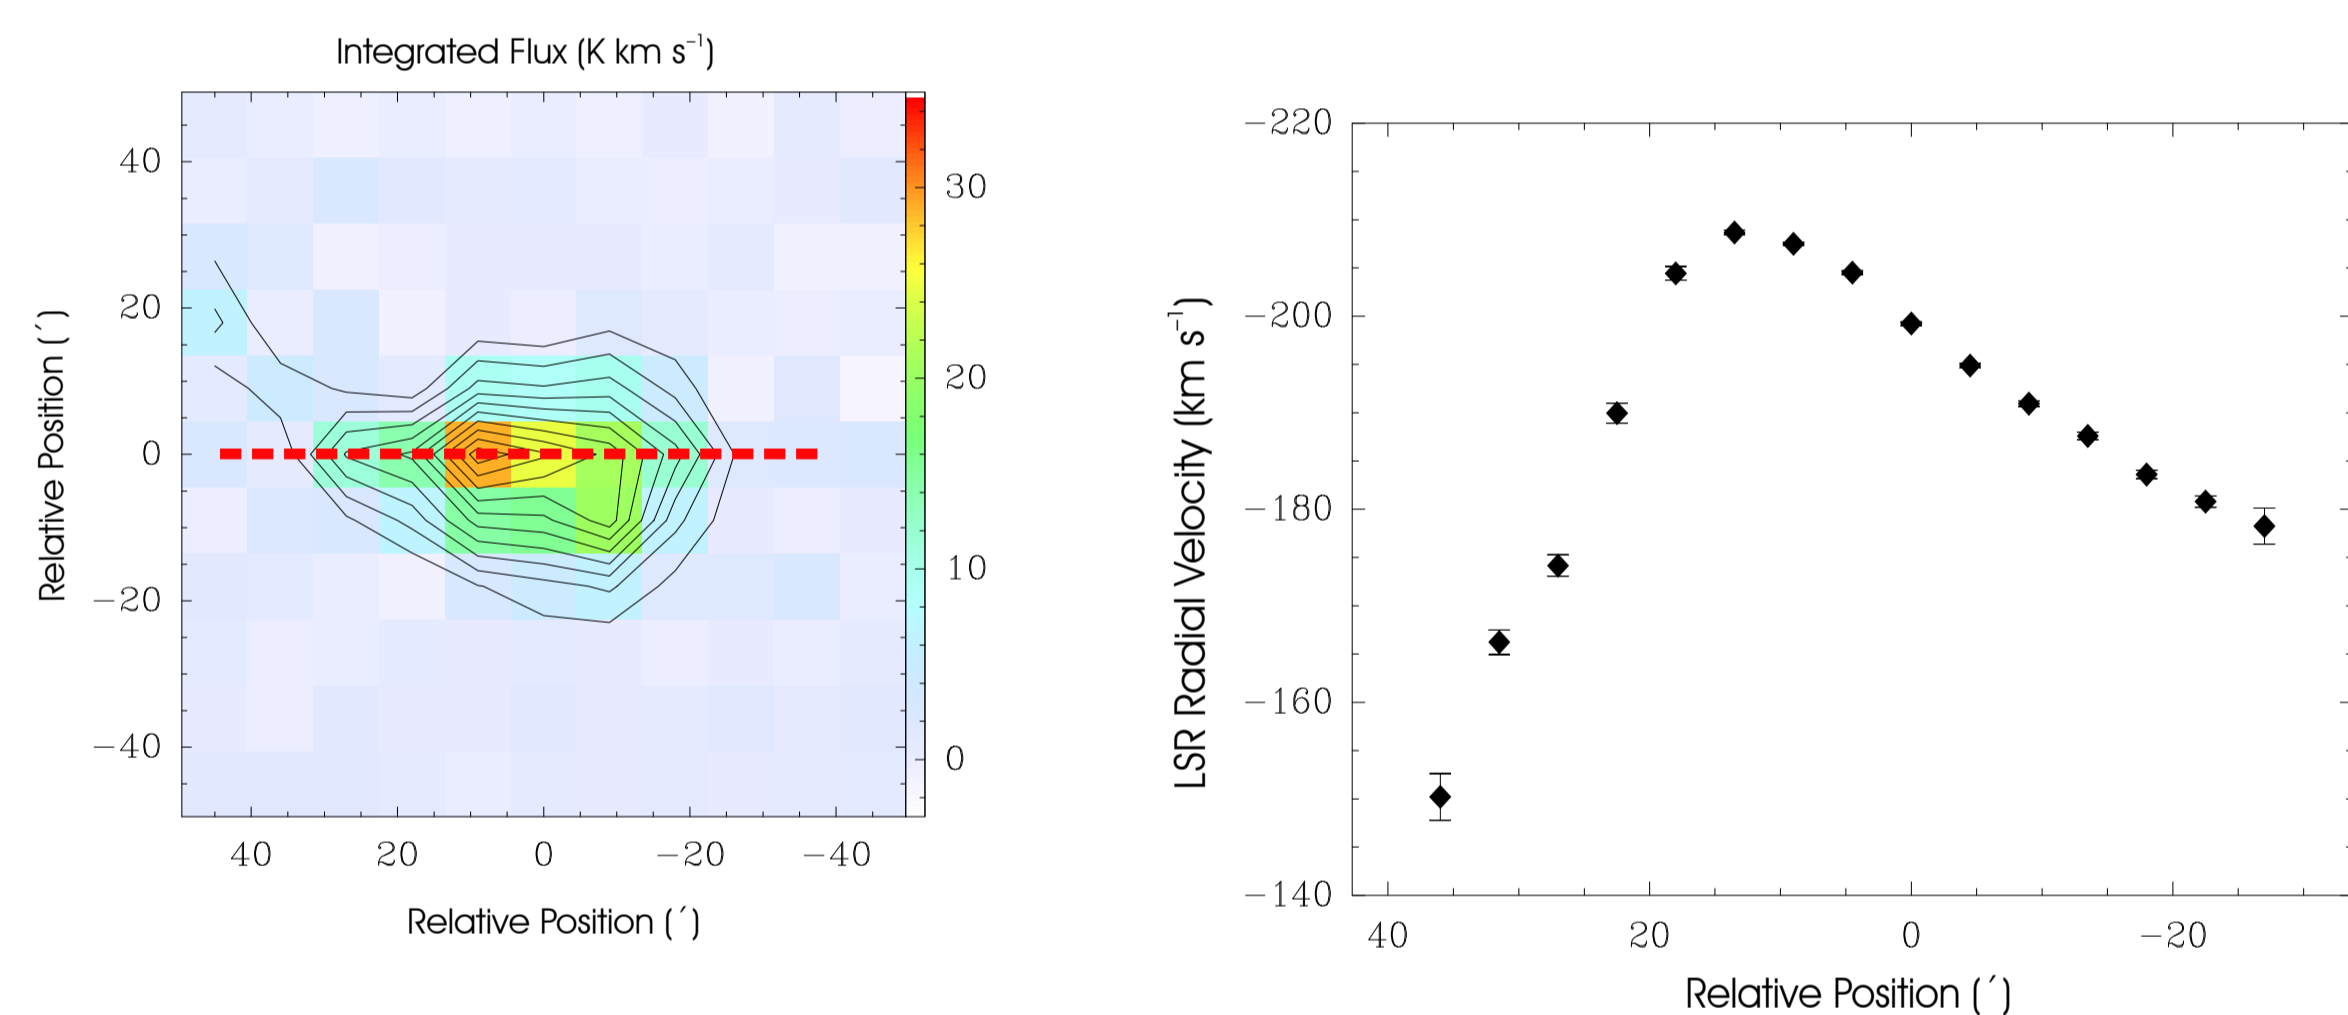 Integrated Flux (K km s⁻¹)
40
20
0
−20
−40
Relative Position (´)
40 20 0 −20 −40
Relative Position (´)
30
20
10
0
−220
−200
−180
−160
−140
LSR Radial Velocity (km s⁻¹)
40 20 0 −20
Relative Position (´)